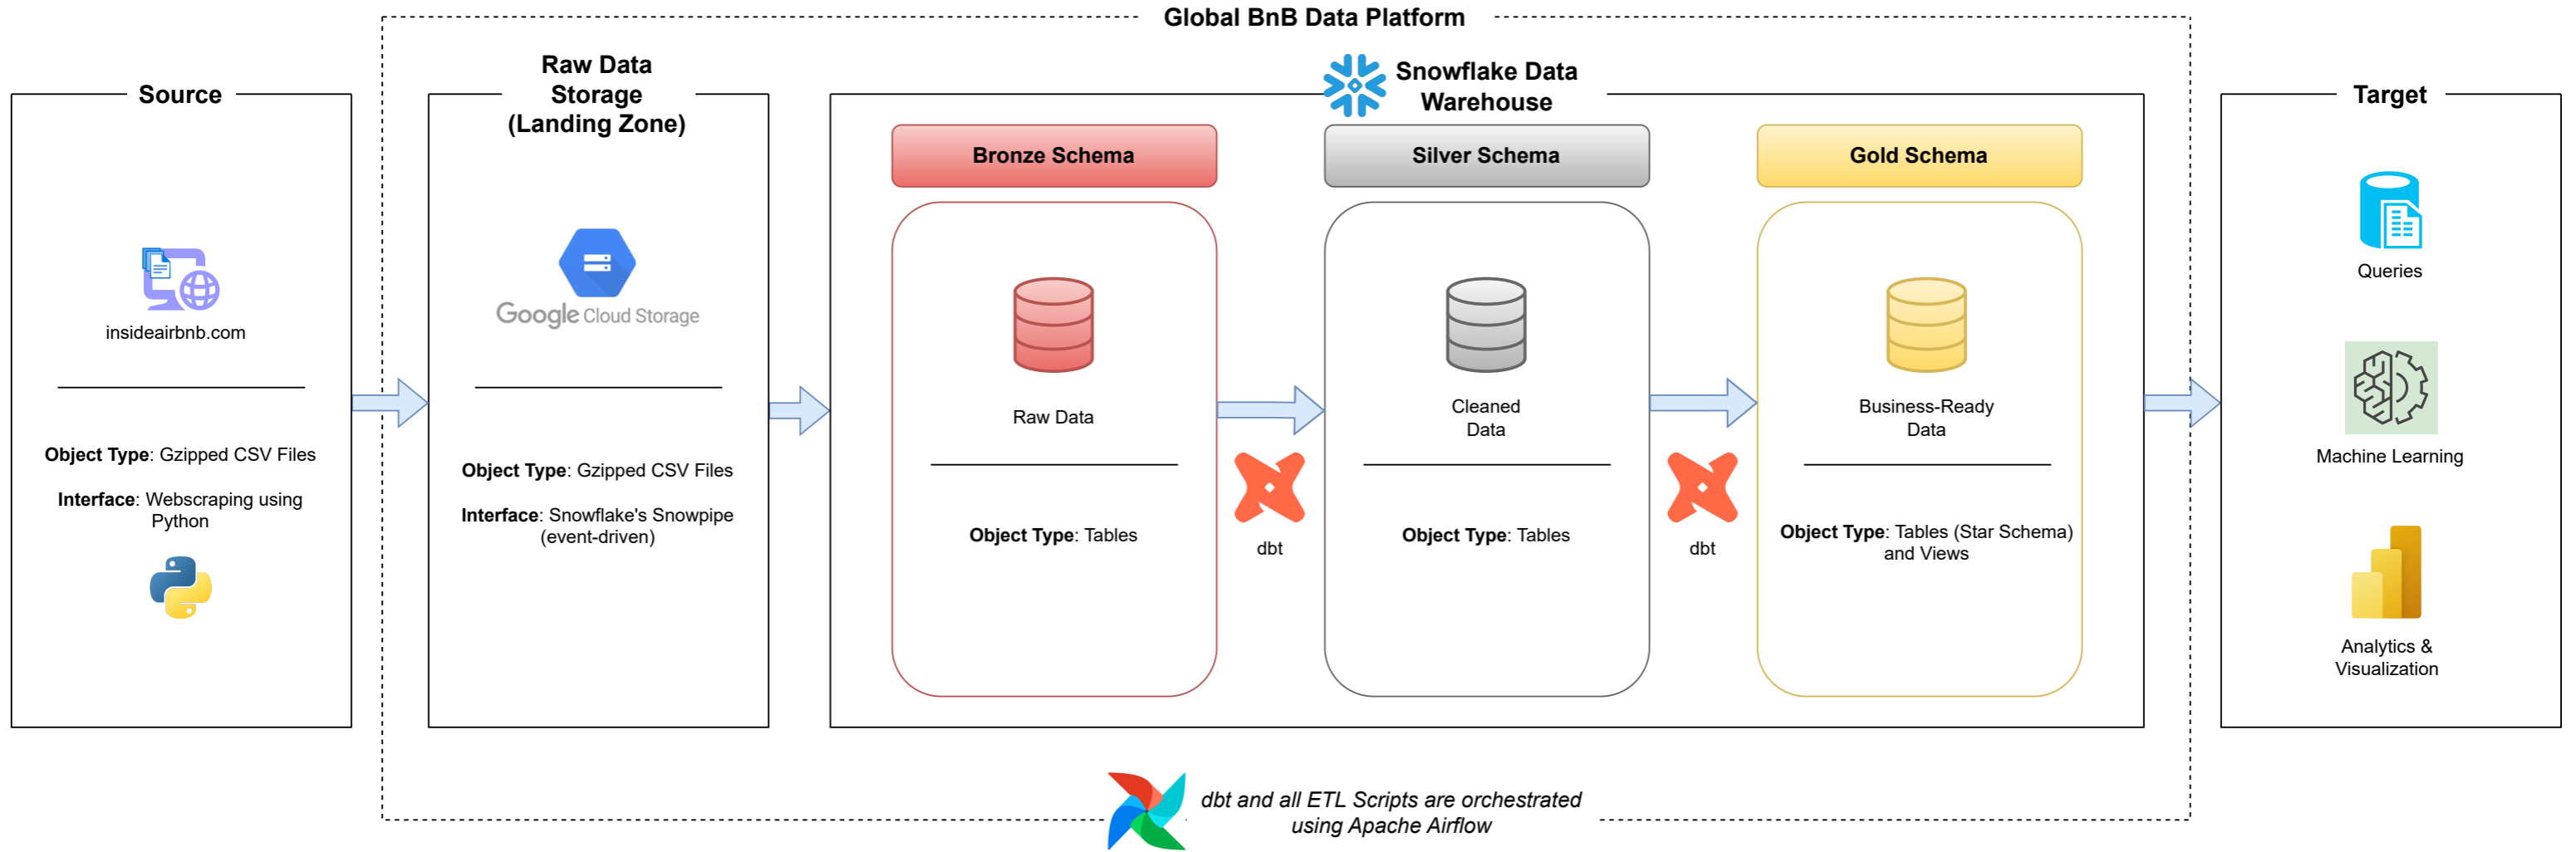 Global BnB Data Platform
Source
insideairbnb.com
Object Type: Gzipped CSV Files
Interface: Webscraping using
Python
Raw Data
Storage
(Landing Zone)
Google Cloud Storage
Object Type: Gzipped CSV Files
Interface: Snowflake's Snowpipe
(event-driven)
Snowflake Data
Warehouse
Bronze Schema
Raw Data
Object Type: Tables
dbt
Silver Schema
Cleaned
Data
Object Type: Tables
dbt
Gold Schema
Business-Ready
Data
Object Type: Tables (Star Schema)
and Views
Target
Queries
Machine Learning
Analytics &
Visualization
dbt and all ETL Scripts are orchestrated
using Apache Airflow